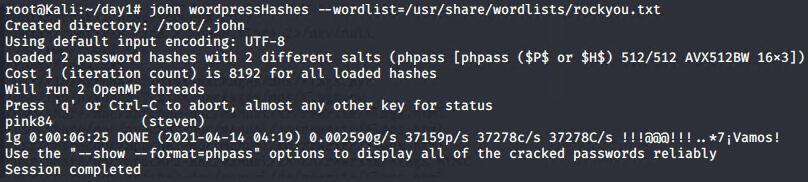 root@Kali:~/day1# john wordpressHashes --wordlist=/usr/share/wordlists/rockyou.txt
Created directory: /root/.john
Using default input encoding: UTF-8
Loaded 2 password hashes with 2 different salts (phpass [phpass ($P$ or $H$) 512/512 AVX512BW 16×3])
Cost 1 (iteration count) is 8192 for all loaded hashes
Will run 2 OpenMP threads
Press 'q' or Ctrl-C to abort, almost any other key for status
pink84           (steven)
1g 0:00:06:25 DONE (2021-04-14 04:19) 0.002590g/s 37159p/s 37278c/s 37278C/s !!!@@@!!!..*7¡Vamos!
Use the "--show --format=phpass" options to display all of the cracked passwords reliably
Session completed